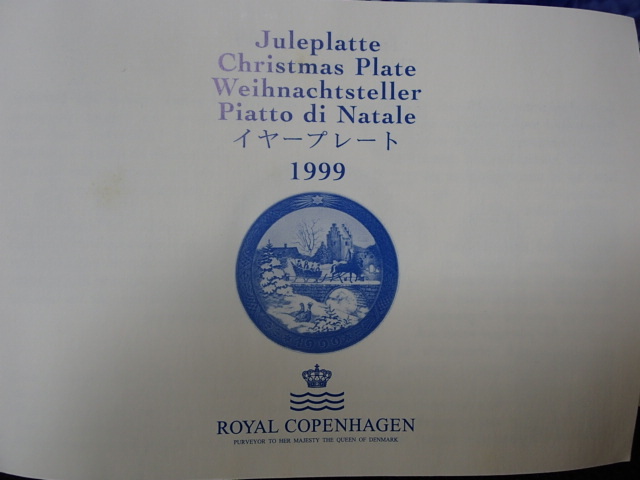 Juleplatte
Christmas Plate
Weihnachtsteller
Piatto di Natale
イヤープレート
1999
1999
ROYAL COPENHAGEN
PURVEYOR TO HER MAJESTY THE QUEEN OF DENMARK